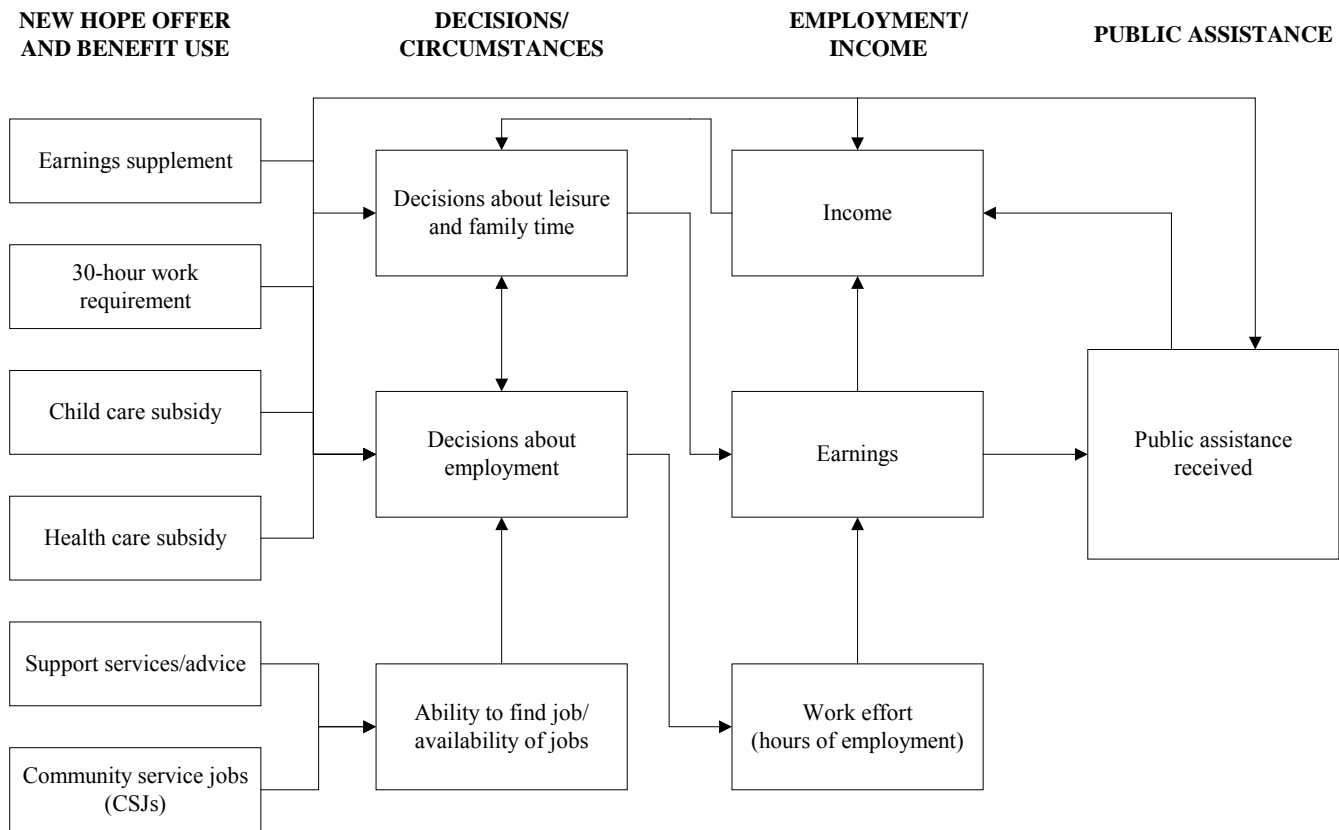 NEW HOPE OFFER
AND BENEFIT USE
DECISIONS/
CIRCUMSTANCES
EMPLOYMENT/
INCOME
PUBLIC ASSISTANCE
Earnings supplement
30-hour work
requirement
Child care subsidy
Health care subsidy
Support services/advice
Community service jobs
(CSJs)
Decisions about leisure
and family time
Decisions about
employment
Ability to find job/
availability of jobs
Income
Earnings
Work effort
(hours of employment)
Public assistance
received